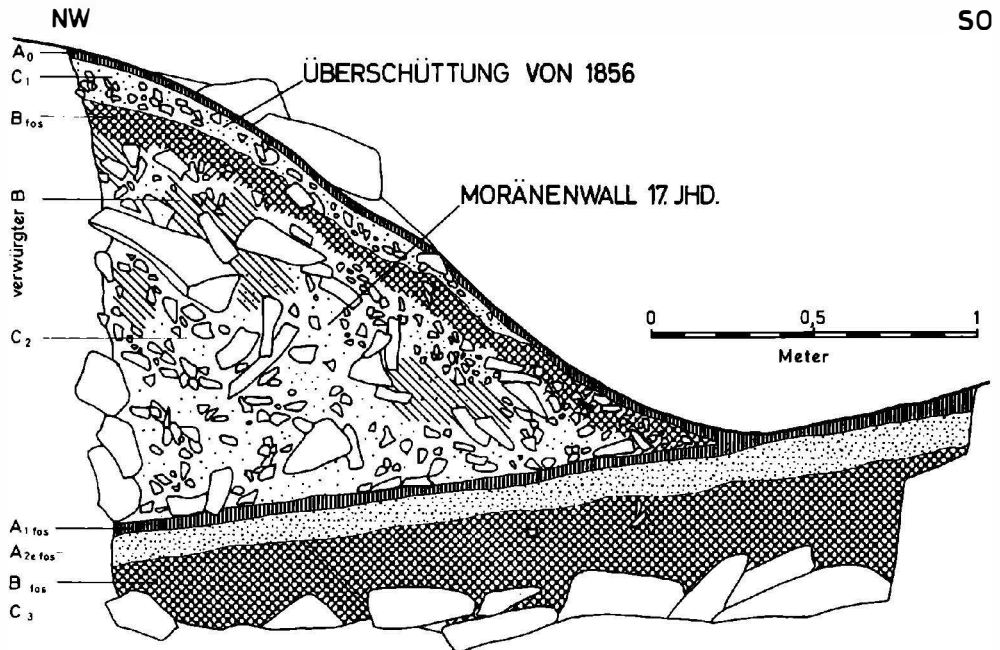 NW
SO
A₀
C₁
ÜBERSCHÜTTUNG VON 1856
B fos
verwürgter B
MORÄNENWALL 17. JHD.
0 0,5 1
Meter
C₂
A₁ fos
A₂e fos
B fos
C₃